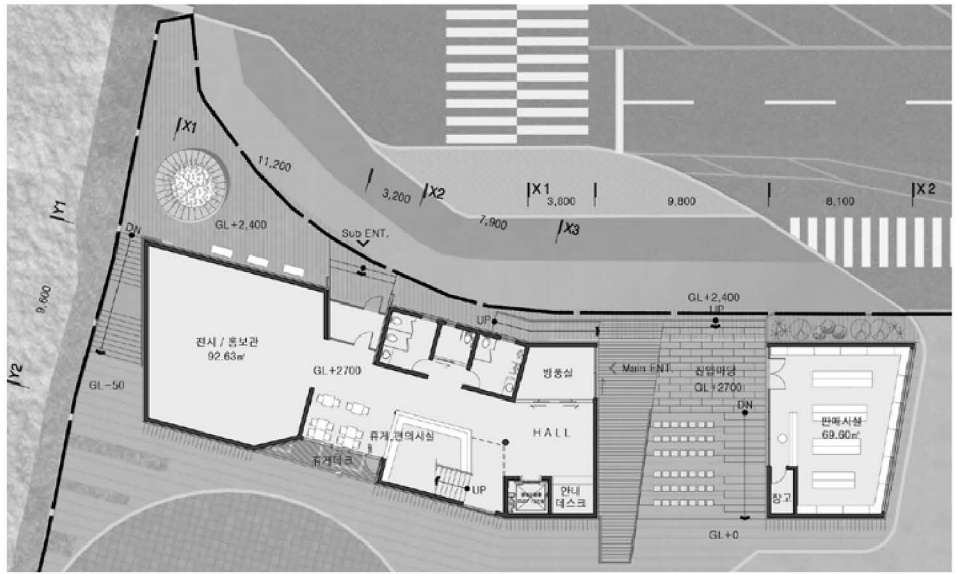 X1
11,200
3,200
X2
X1
3,800
9,800
8,100
X2
Y1
7,900
X3
GL+2,400
Sub ENT.
DN
9,600
GL+2,400
UP
UP
전시 / 홍보관
92.63㎡
GL+2700
방풍실
Main ENT.
진입마당
GL+2700
Y2
GL-50
DN
휴게,편의시설
HALL
판매시설
69.60㎡
휴게데크
UP
안내
데스크
창고
GL+0